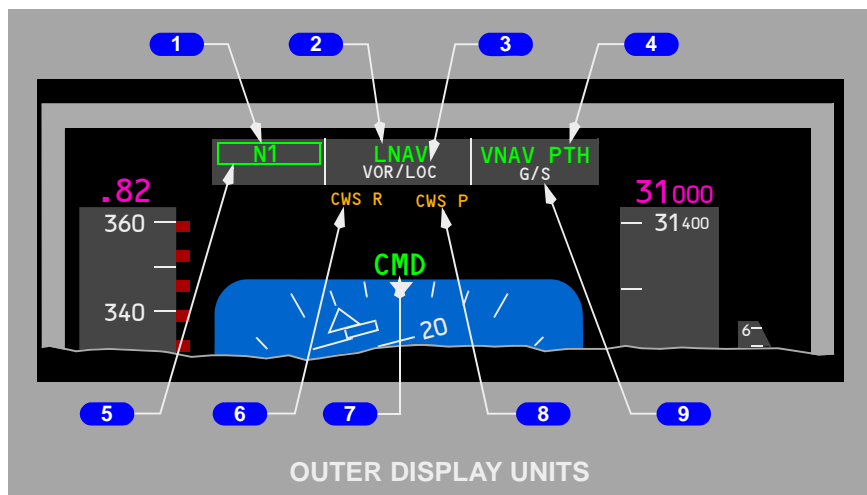 1 2 3 4
N1 LNAV VNAV PTH
VOR/LOC G/S
.82 CWS R CWS P 31000
360 31400
CMD
340 20 6
5 6 7 8 9
OUTER DISPLAY UNITS